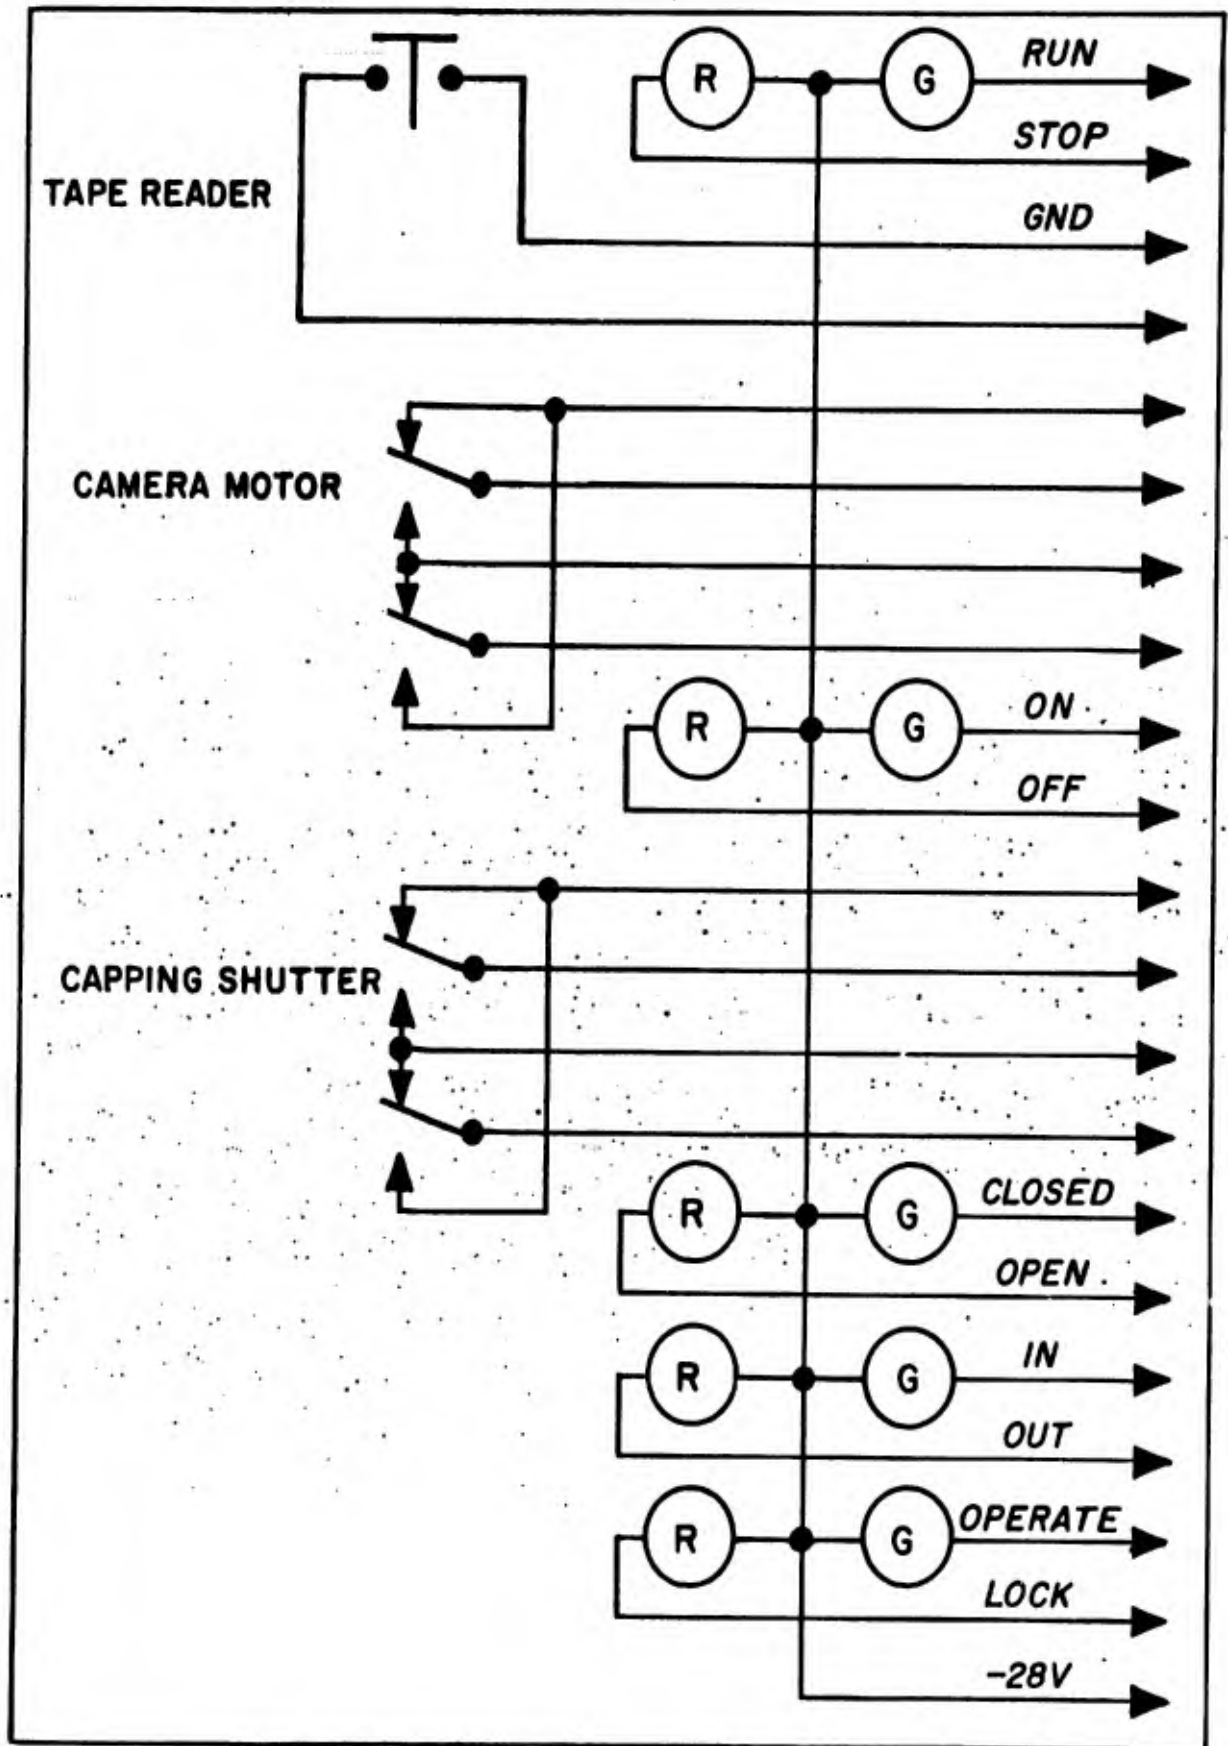 R G RUN
STOP
TAPE READER
GND
CAMERA MOTOR
R G ON
OFF
CAPPING SHUTTER
R G CLOSED
OPEN
R G IN
OUT
R G OPERATE
LOCK
-28V